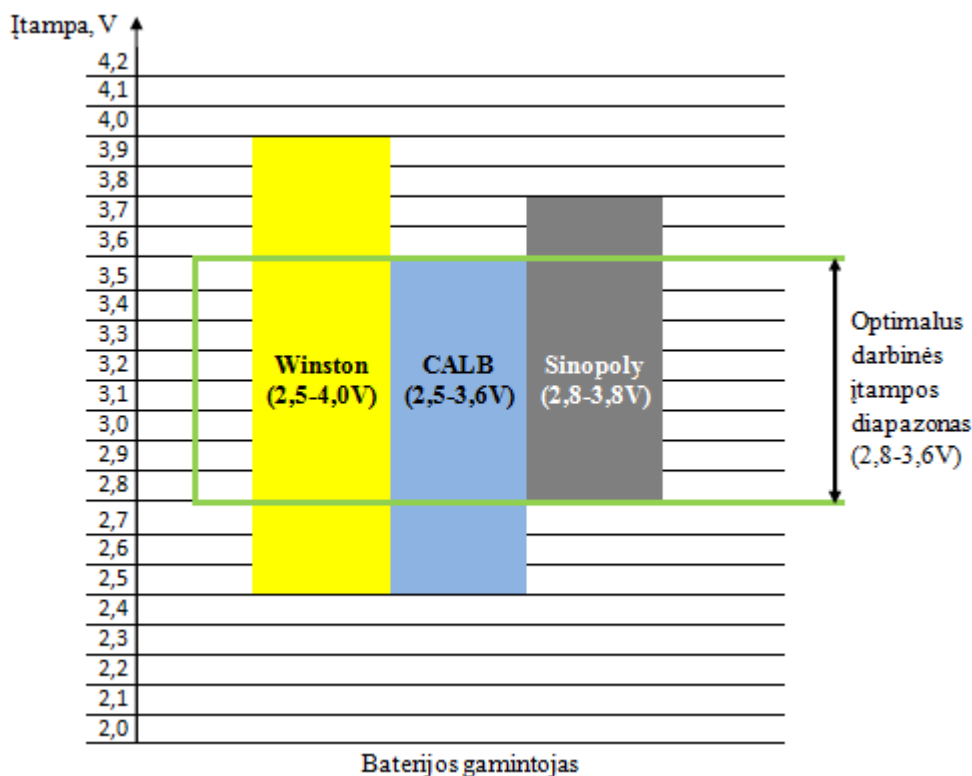 Įtampa, V
4,2
4,1
4,0
3,9
3,8
3,7
3,6
3,5
3,4
3,3
3,2
3,1
3,0
2,9
2,8
2,7
2,6
2,5
2,4
2,3
2,2
2,1
2,0
Winston
(2,5-4,0V)
CALB
(2,5-3,6V)
Sinopoly
(2,8-3,8V)
Optimalus
darbinės
įtampos
diapazonas
(2,8-3,6V)
Baterijos gamintojas